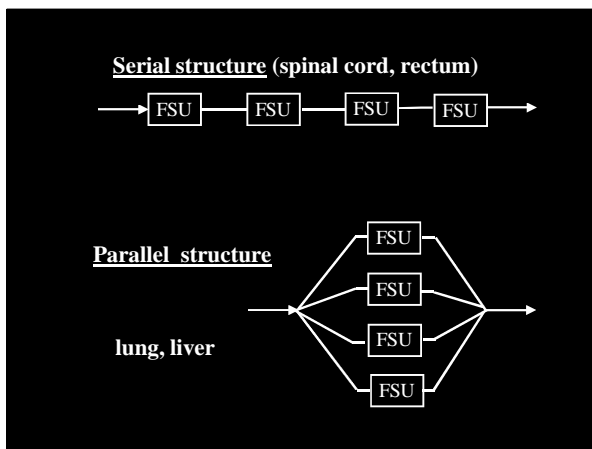 Serial structure (spinal cord, rectum)
FSU FSU FSU FSU
FSU
Parallel structure
FSU
FSU
lung, liver
FSU